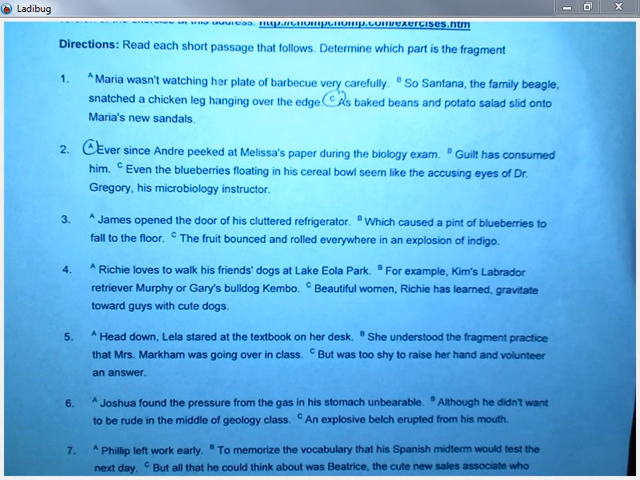 Ladibug
version of the exercise at this address: http://chompchomp.com/exercises.htm
Directions: Read each short passage that follows. Determine which part is the fragment
1. A Maria wasn't watching her plate of barbecue very carefully. B So Santana, the family beagle,
snatched a chicken leg hanging over the edge. C As baked beans and potato salad slid onto
Maria's new sandals.
2. A Ever since Andre peeked at Melissa's paper during the biology exam. B Guilt has consumed
him. C Even the blueberries floating in his cereal bowl seem like the accusing eyes of Dr.
Gregory, his microbiology instructor.
3. A James opened the door of his cluttered refrigerator. B Which caused a pint of blueberries to
fall to the floor. C The fruit bounced and rolled everywhere in an explosion of indigo.
4. A Richie loves to walk his friends' dogs at Lake Eola Park. B For example, Kim's Labrador
retriever Murphy or Gary's bulldog Kembo. C Beautiful women, Richie has learned, gravitate
toward guys with cute dogs.
5. A Head down, Lela stared at the textbook on her desk. B She understood the fragment practice
that Mrs. Markham was going over in class. C But was too shy to raise her hand and volunteer
an answer.
6. A Joshua found the pressure from the gas in his stomach unbearable. B Although he didn't want
to be rude in the middle of geology class. C An explosive belch erupted from his mouth.
7. A Phillip left work early. B To memorize the vocabulary that his Spanish midterm would test the
next day. C But all that he could think about was Beatrice, the cute new sales associate who